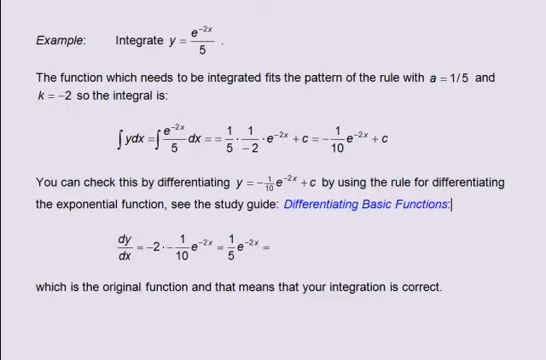 Example: Integrate y = e^{-2x}/5 .
The function which needs to be integrated fits the pattern of the rule with a = 1/5 and
k = −2 so the integral is:
∫ydx = ∫ e^{-2x}/5 dx = = 1/5 · 1/−2 · e^{-2x} + c = − 1/10 e^{-2x} + c
You can check this by differentiating y = − 1/10 e^{-2x} + c by using the rule for differentiating
the exponential function, see the study guide: Differentiating Basic Functions:
dy/dx = −2 · − 1/10 e^{-2x} = 1/5 e^{-2x} =
which is the original function and that means that your integration is correct.